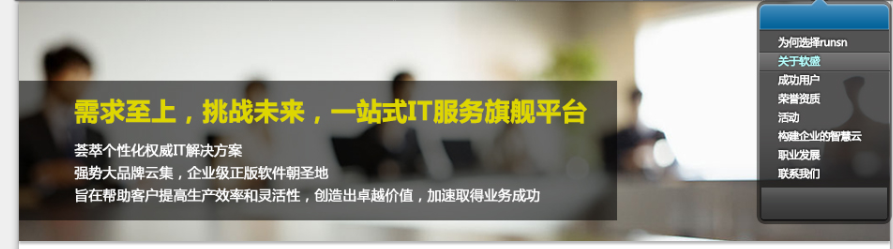 需求至上，挑战未来，一站式IT服务旗舰平台
荟萃个性化权威IT解决方案
强势大品牌云集，企业级正版软件朝圣地
旨在帮助客户提高生产效率和灵活性，创造出卓越价值，加速取得业务成功
为何选择runsn
关于软盛
成功用户
荣誉资质
活动
构建企业的智慧云
职业发展
联系我们